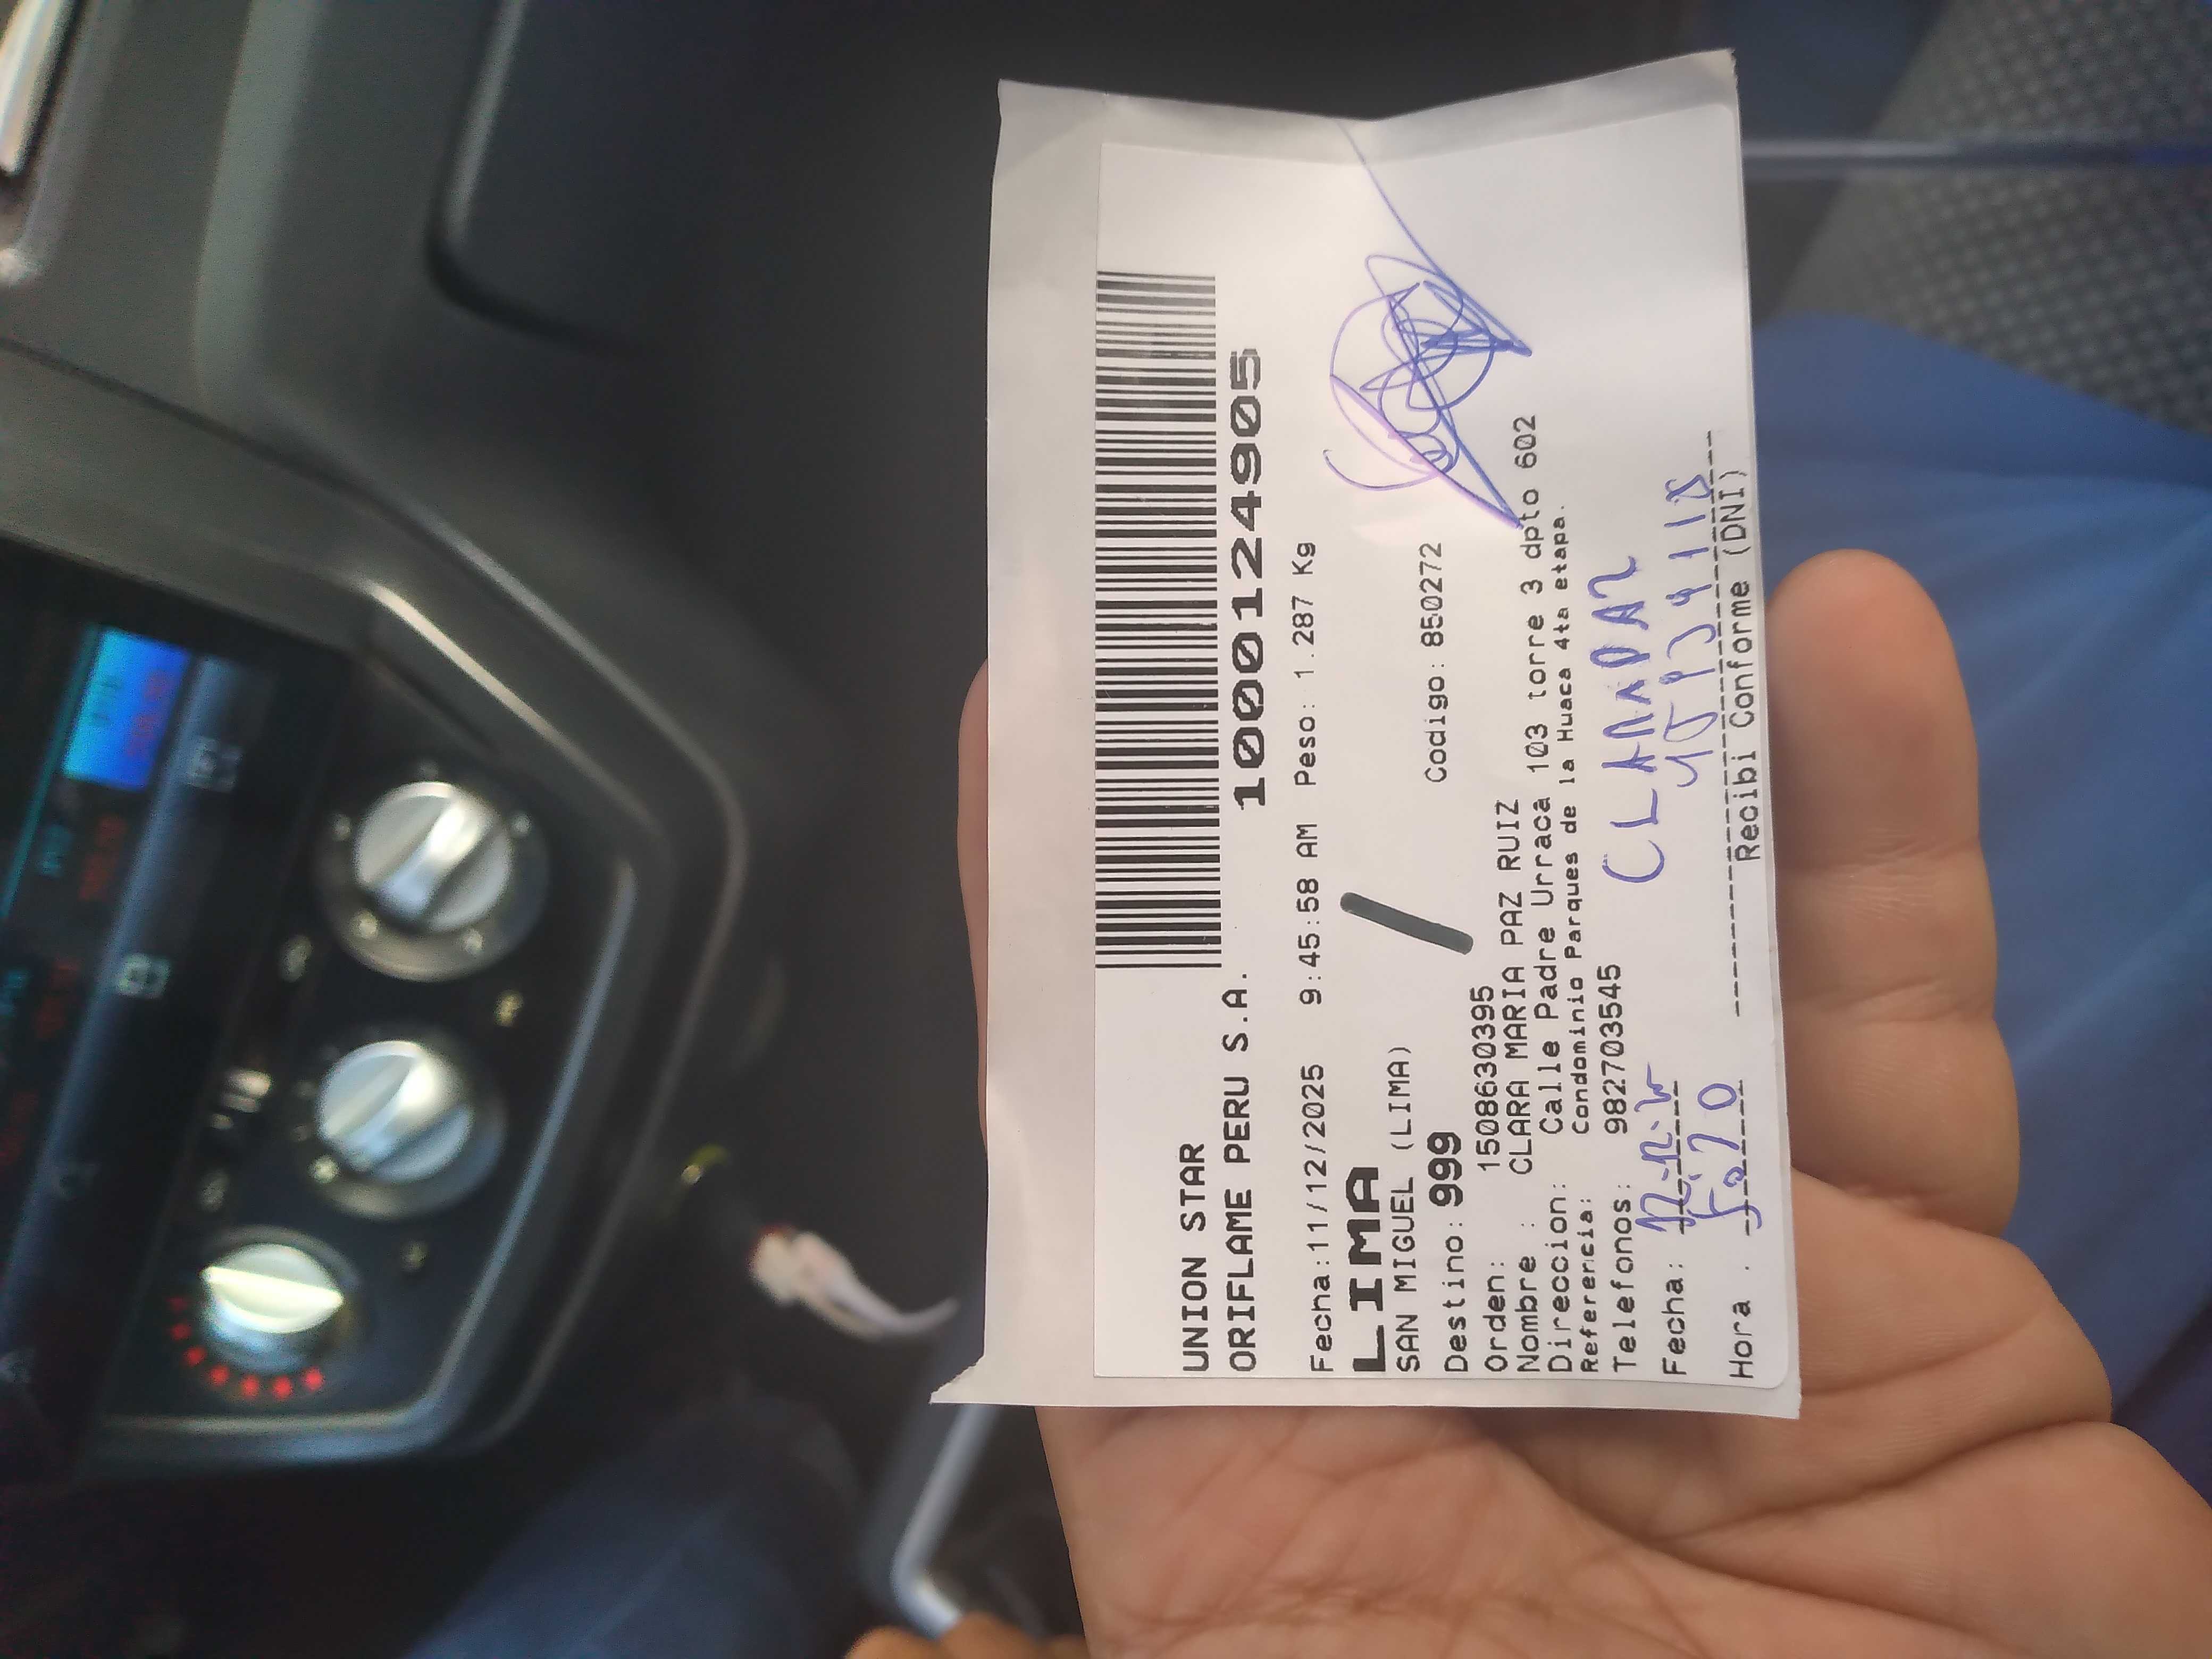 UNION STAR
ORIFLAME PERU S.A.
1000124905
Fecha:11/12/2025 9:45:58 AM Peso: 1.287 Kg
LIMA
SAN MIGUEL (LIMA)
Destino: 999 Codigo: 850272
Orden: 1508630395
Nombre : CLARA MARIA PAZ RUIZ
Direccion: Calle Padre Urraca 103 torre 3 dpto 602
Referencia: Condominio Parques de la Huaca 4ta etapa.
Telefonos: 982703545
CLARA PAZ
Fecha:
Hora :
Recibi Conforme (DNI)